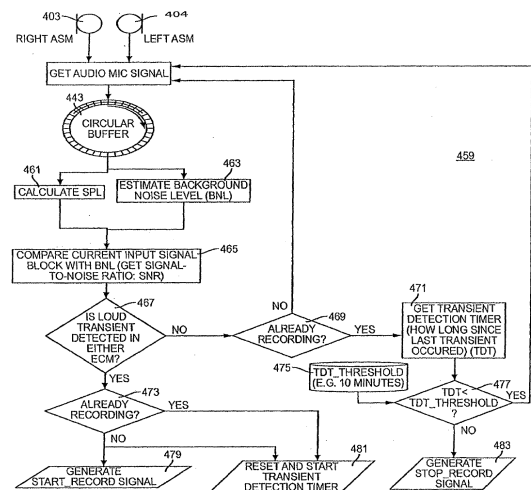 403
404
RIGHT ASM
LEFT ASM
GET AUDIO MIC SIGNAL
443
CIRCULAR
BUFFER
459
461
463
CALCULATE SPL
ESTIMATE BACKGROUND
NOISE LEVEL (BNL)
465
COMPARE CURRENT INPUT SIGNAL
BLOCK WITH BNL (GET SIGNAL-
TO-NOISE RATIO: SNR)
467
IS LOUD
TRANSIENT
DETECTED IN
EITHER
ECM?
NO
YES
469
NO
ALREADY
RECORDING?
YES
471
GET TRANSIENT
DETECTION TIMER
(HOW LONG SINCE
LAST TRANSIENT
OCCURED) (TDT)
473
ALREADY
RECORDING?
YES
NO
475
TDT_THRESHOLD
(E.G. 10 MINUTES)
477
TDT<
TDT_THRESHOLD
?
YES
NO
479
GENERATE
START_RECORD SIGNAL
481
RESET AND START
TRANSIENT
DETECTION TIMER
483
GENERATE
STOP_RECORD
SIGNAL